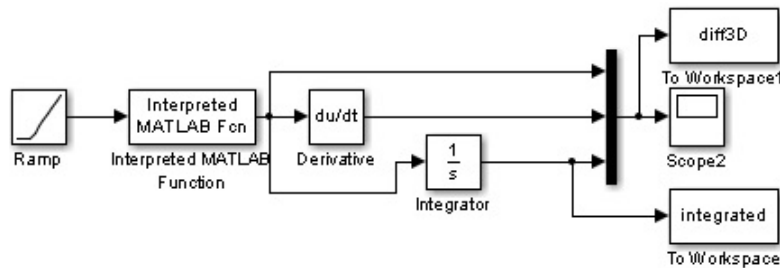 diff3D
To Workspace1
Interpreted
MATLAB Fcn
du/dt
Ramp
Interpreted MATLAB
Function
Derivative
Scope2
1
s
Integrator
integrated
To Workspace